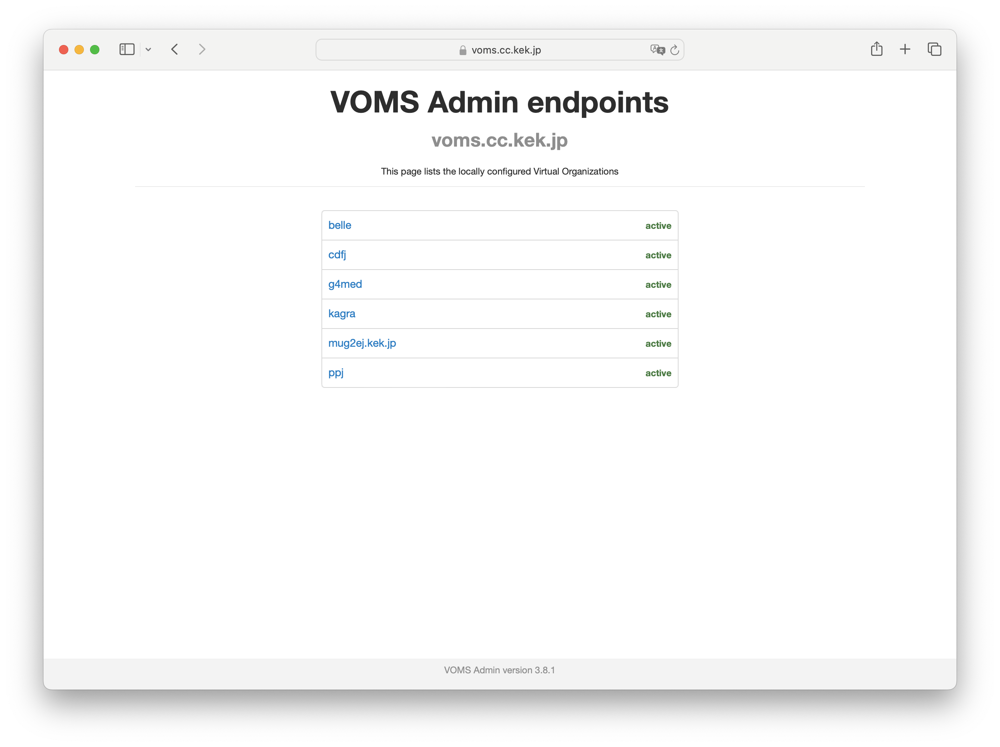 voms.cc.kek.jp
VOMS Admin endpoints
voms.cc.kek.jp
This page lists the locally configured Virtual Organizations
belle active
cdfj active
g4med active
kagra active
mug2ej.kek.jp active
ppj active
VOMS Admin version 3.8.1